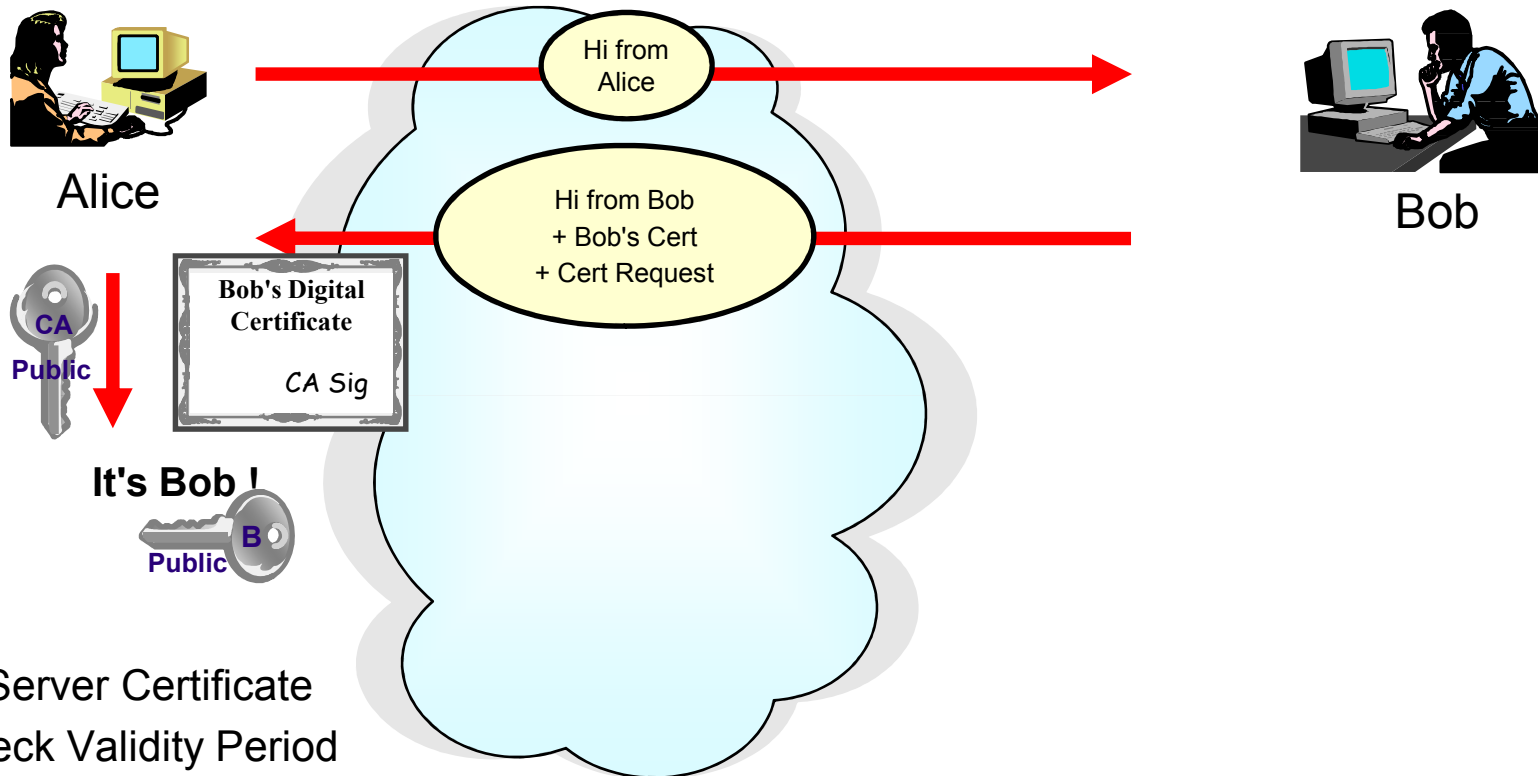 Hi from
Alice
Alice
Bob
Hi from Bob
+ Bob's Cert
+ Cert Request
CA
Public
Bob's Digital
Certificate
CA Sig
It's Bob !
B
Public
Server Certificate
Validity Period